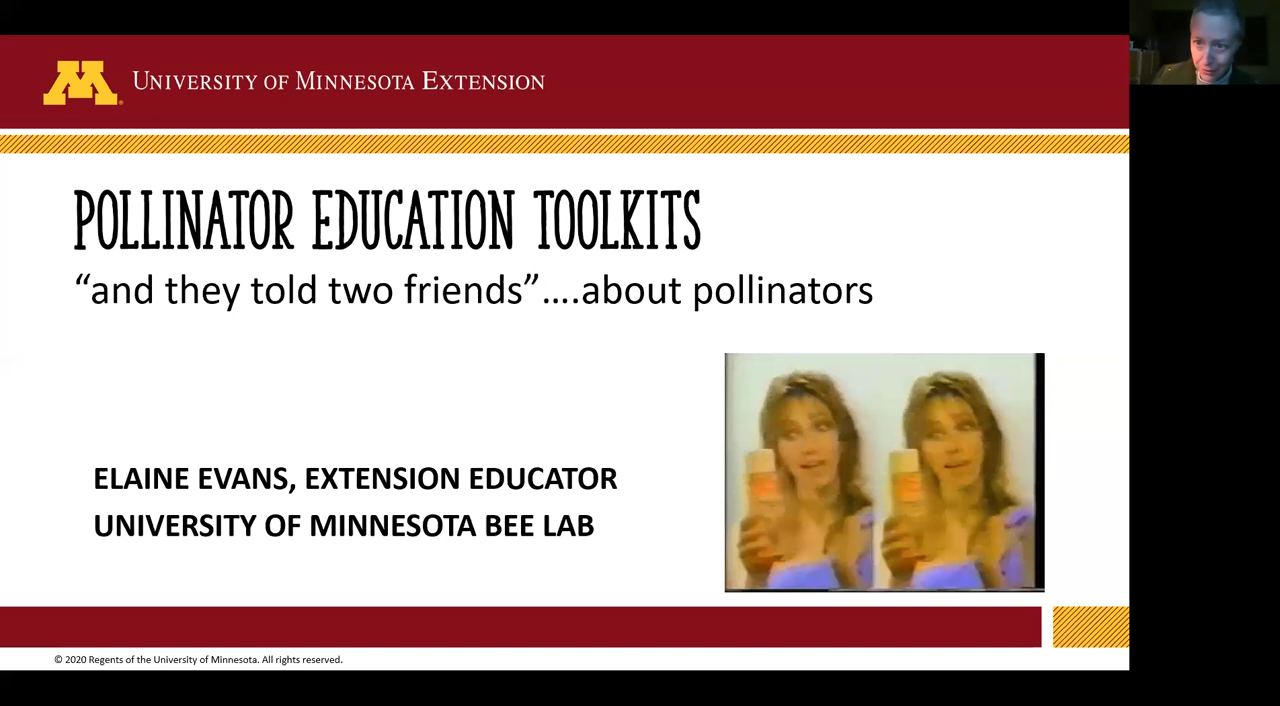 M
UNIVERSITY OF MINNESOTA EXTENSION
POLLINATOR EDUCATION TOOLKITS
“and they told two friends”....about pollinators
ELAINE EVANS, EXTENSION EDUCATOR
UNIVERSITY OF MINNESOTA BEE LAB
© 2020 Regents of the University of Minnesota. All rights reserved.